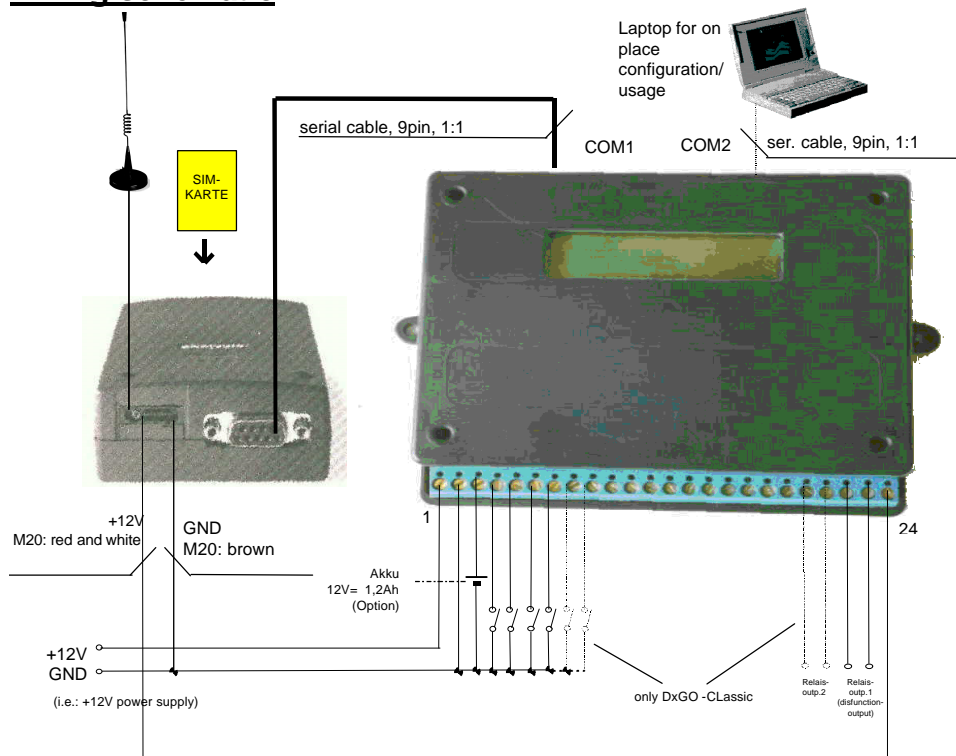 Laptop for on
place
configuration/
usage
serial cable, 9pin, 1:1
COM1
COM2
ser. cable, 9pin, 1:1
SIM-
KARTE
1
24
+12V
M20: red and white
GND
M20: brown
Akku
12V= 1,2Ah
(Option)
+12V
GND
(i.e.: +12V power supply)
only DxGO -CLassic
Relais-
outp.2
Relais-
outp.1
(disfunction-
output)